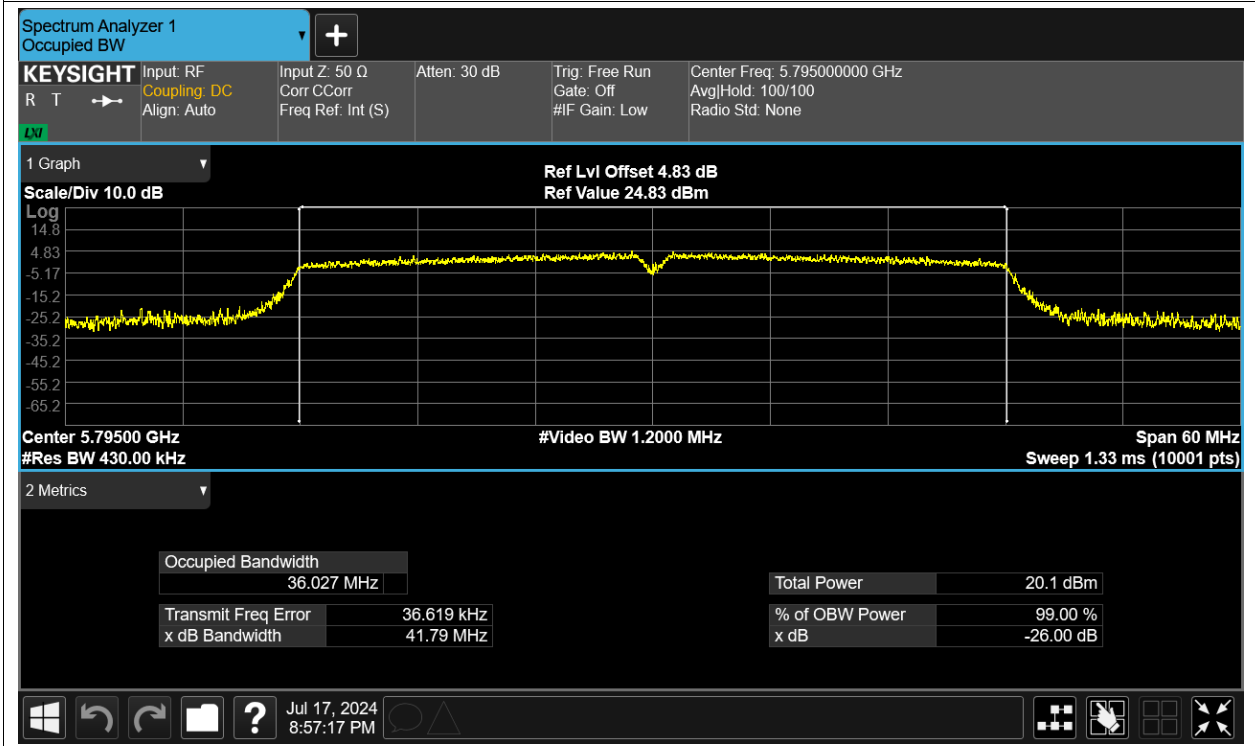 Spectrum Analyzer 1
Occupied BW
KEYSIGHT
R T
LXI
Input: RF
Coupling: DC
Align: Auto
Input Z: 50 Ω
Corr CCorr
Freq Ref: Int (S)
Atten: 30 dB
Trig: Free Run
Gate: Off
#IF Gain: Low
Center Freq: 5.795000000 GHz
Avg|Hold: 100/100
Radio Std: None
1 Graph
Scale/Div 10.0 dB
Ref Lvl Offset 4.83 dB
Ref Value 24.83 dBm
Log
14.8
4.83
-5.17
-15.2
-25.2
-35.2
-45.2
-55.2
-65.2
Center 5.79500 GHz
#Res BW 430.00 kHz
#Video BW 1.2000 MHz
Span 60 MHz
Sweep 1.33 ms (10001 pts)
2 Metrics
Occupied Bandwidth
36.027 MHz
Transmit Freq Error 36.619 kHz
x dB Bandwidth 41.79 MHz
Total Power 20.1 dBm
% of OBW Power 99.00 %
x dB -26.00 dB
?
Jul 17, 2024
8:57:17 PM